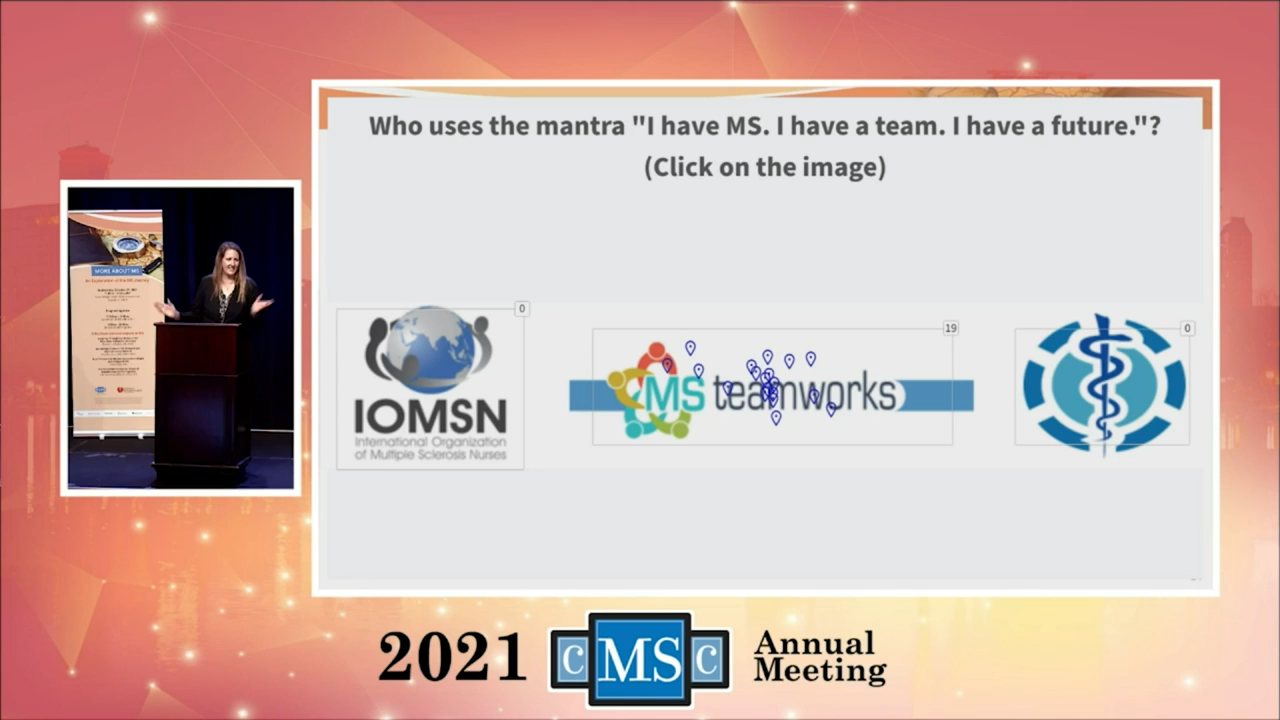 Who uses the mantra "I have MS. I have a team. I have a future."?
(Click on the image)
0
19
0
MS teamworks
IOMSN
International Organization
of Multiple Sclerosis Nurses
MORE ABOUT MS
2021
C MS C
Annual
Meeting